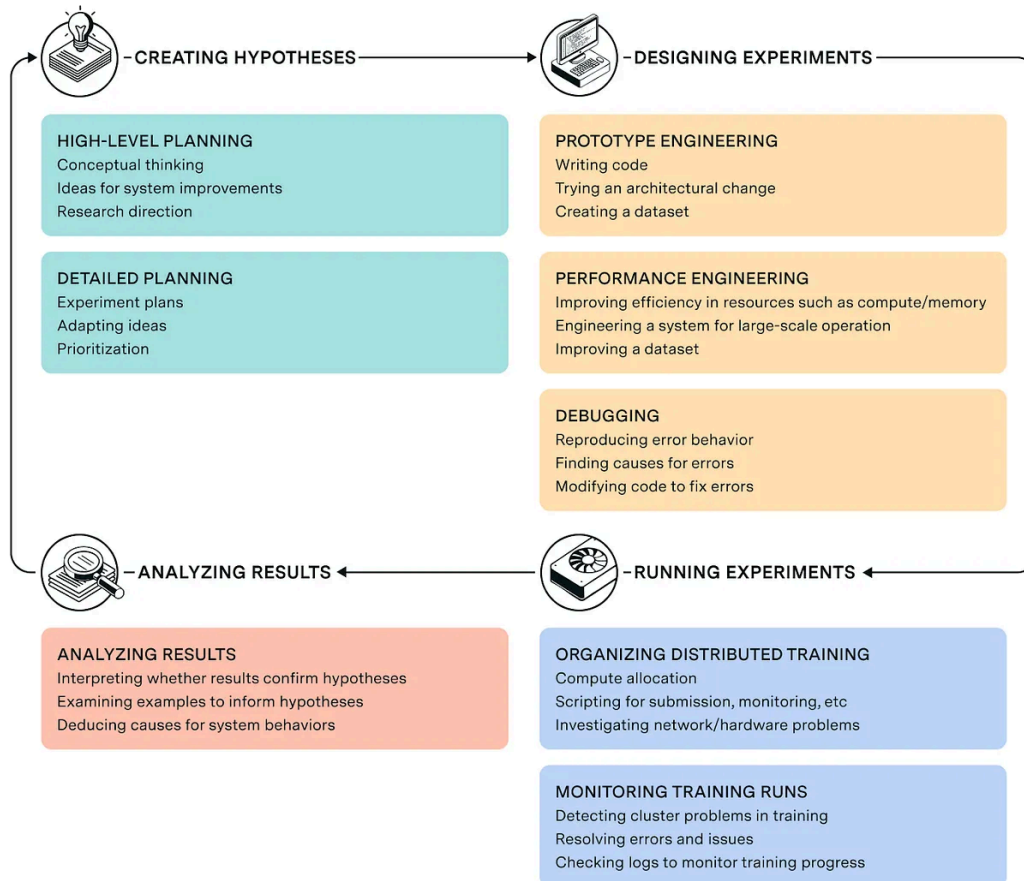 CREATING HYPOTHESES
HIGH-LEVEL PLANNING
Conceptual thinking
Ideas for system improvements
Research direction
DETAILED PLANNING
Experiment plans
Adapting ideas
Prioritization
DESIGNING EXPERIMENTS
PROTOTYPE ENGINEERING
Writing code
Trying an architectural change
Creating a dataset
PERFORMANCE ENGINEERING
Improving efficiency in resources such as compute/memory
Engineering a system for large-scale operation
Improving a dataset
DEBUGGING
Reproducing error behavior
Finding causes for errors
Modifying code to fix errors
RUNNING EXPERIMENTS
ORGANIZING DISTRIBUTED TRAINING
Compute allocation
Scripting for submission, monitoring, etc
Investigating network/hardware problems
MONITORING TRAINING RUNS
Detecting cluster problems in training
Resolving errors and issues
Checking logs to monitor training progress
ANALYZING RESULTS
ANALYZING RESULTS
Interpreting whether results confirm hypotheses
Examining examples to inform hypotheses
Deducing causes for system behaviors